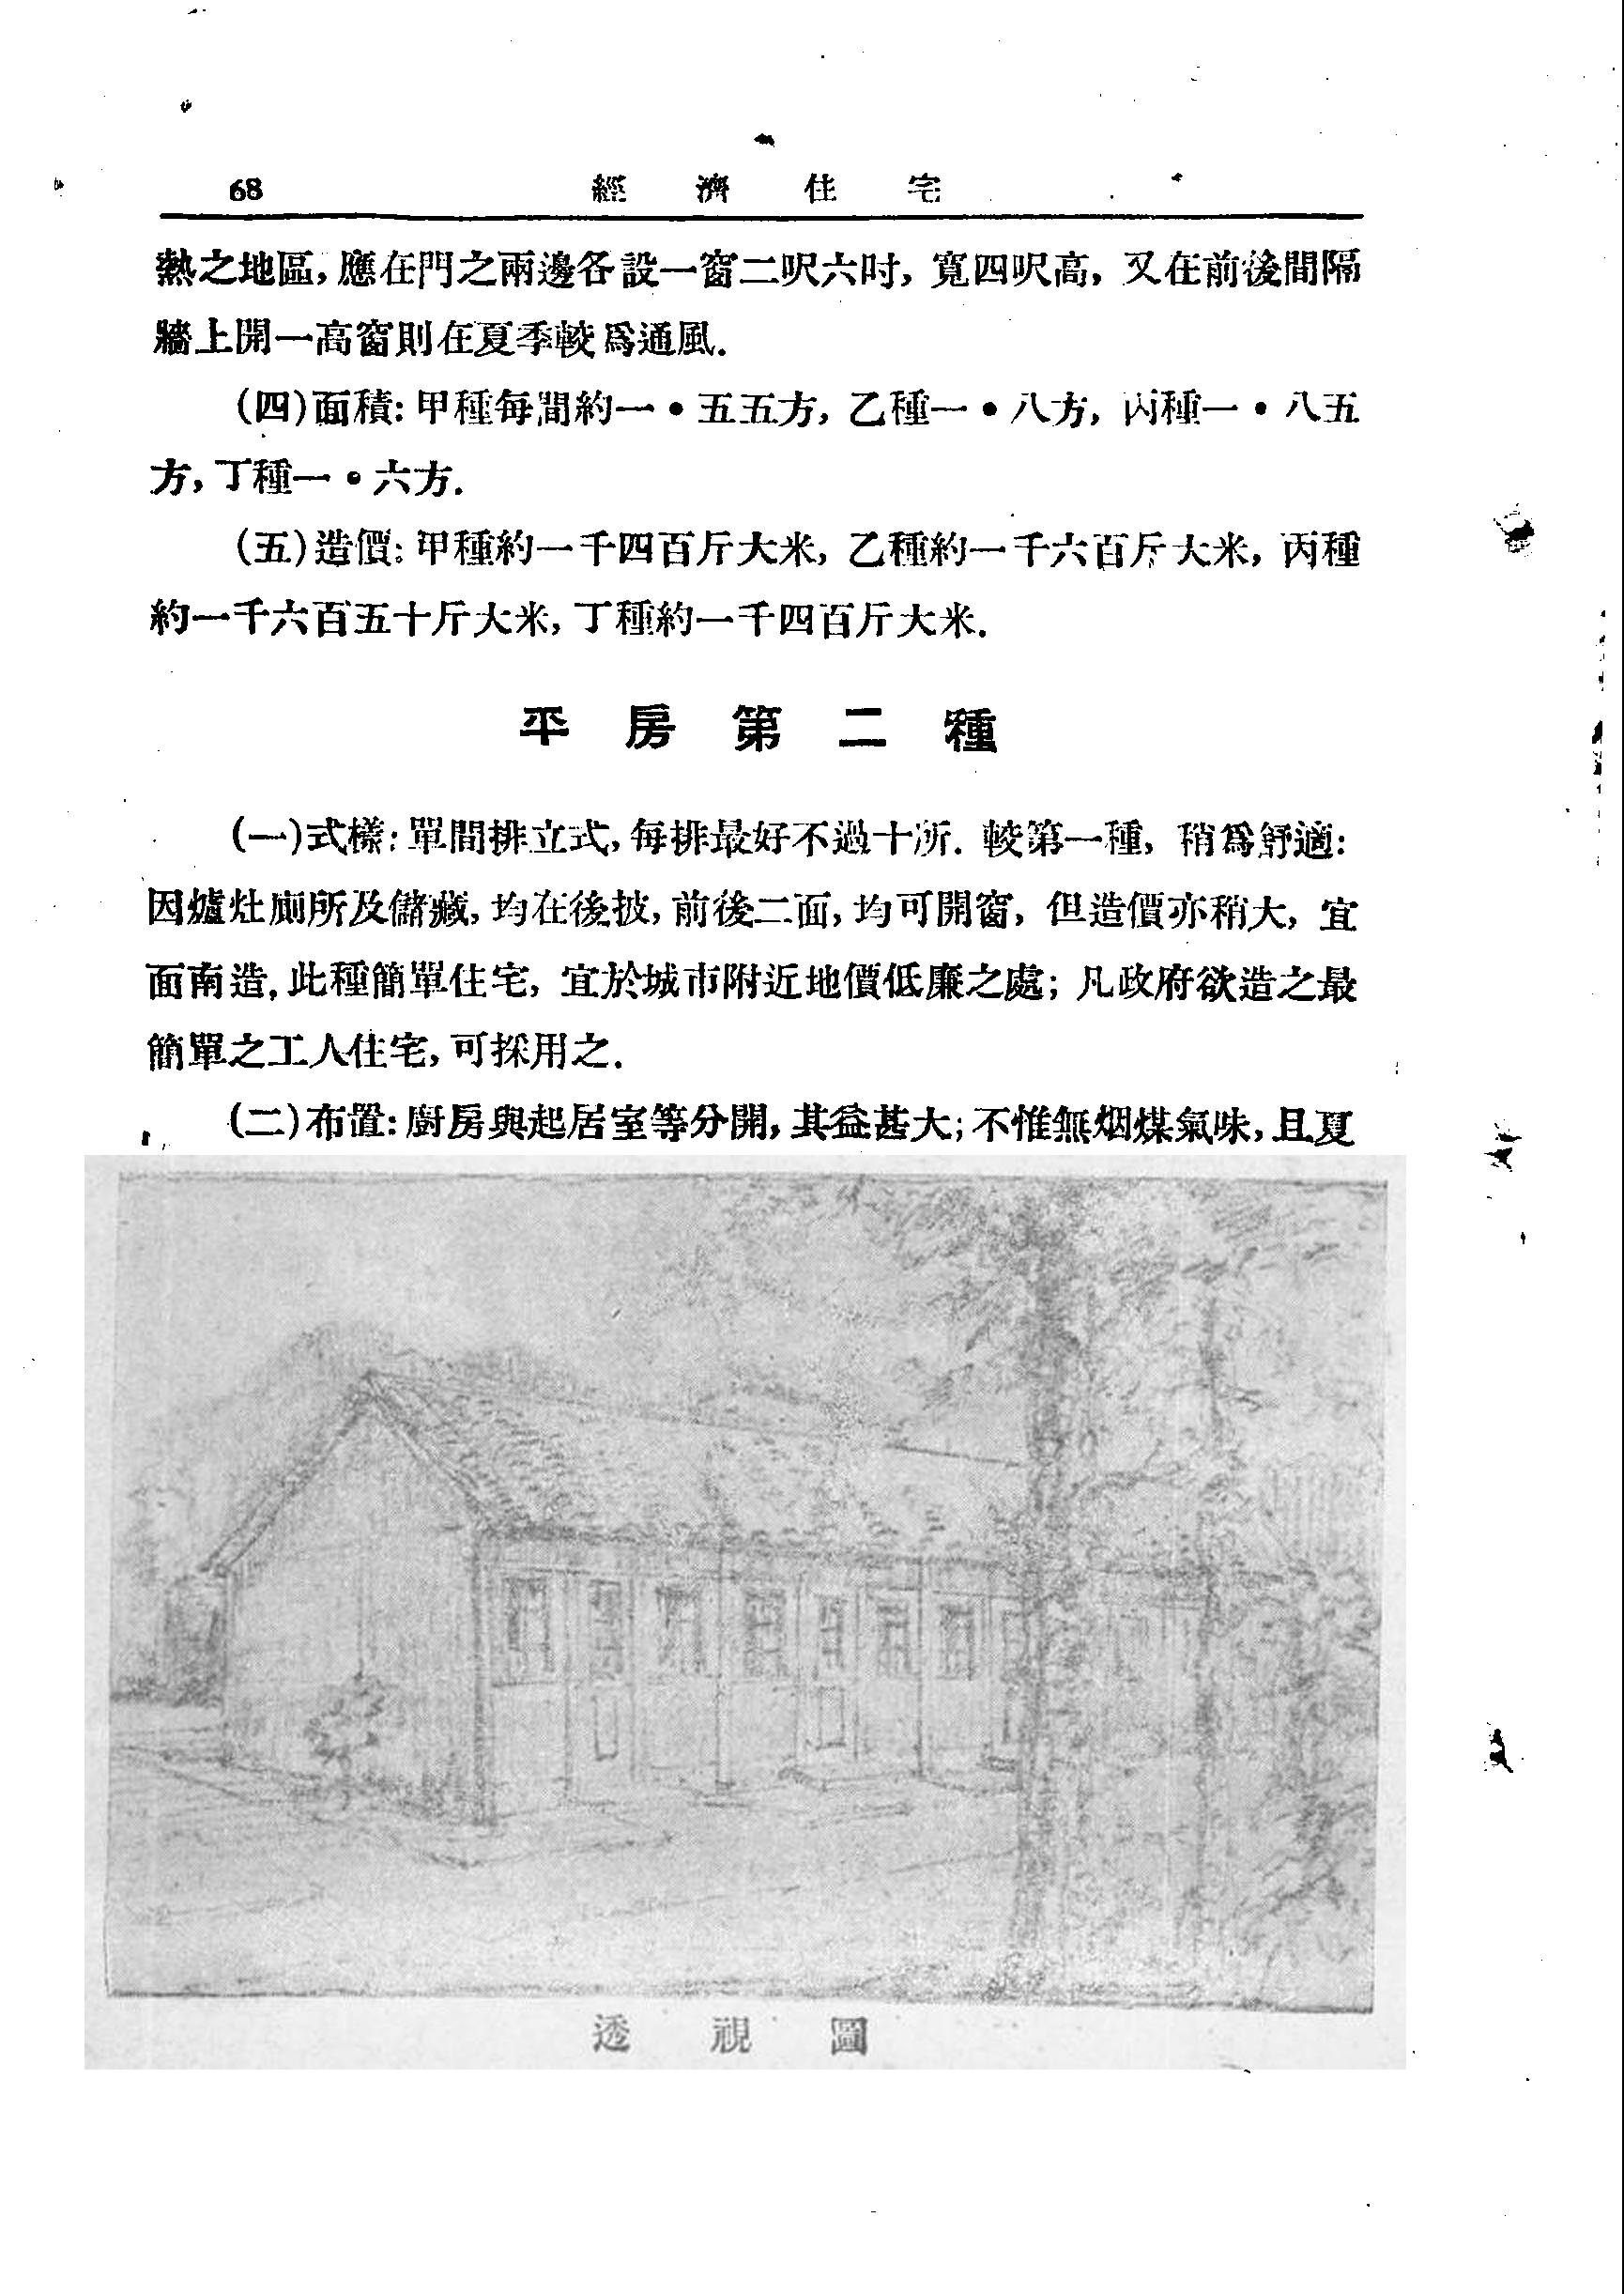 68 經濟住宅
熱之地區,應在門之兩邊各設一窗二呎六吋,寬四呎高,又在前後間隔
牆上開一高窗則在夏季較爲通風.
(四)面積:甲種每間約一•五五方,乙種一•八方,丙種一•八五
方,丁種一•六方.
(五)造價:甲種約一千四百斤大米,乙種約一千六百斤大米,丙種
約一千六百五十斤大米,丁種約一千四百斤大米.
平房第二種
(一)式樣:單間排立式,每排最好不過十所.較第一種,稍爲舒適:
因爐灶廁所及儲藏,均在後披,前後二面,均可開窗,但造價亦稍大,宜
面南造,此種簡單住宅,宜於城市附近地價低廉之處;凡政府欲造之最
簡單之工人住宅,可採用之.
(二)布置:廚房與起居室等分開,其益甚大;不惟無烟煤氣味,且夏
透視圖